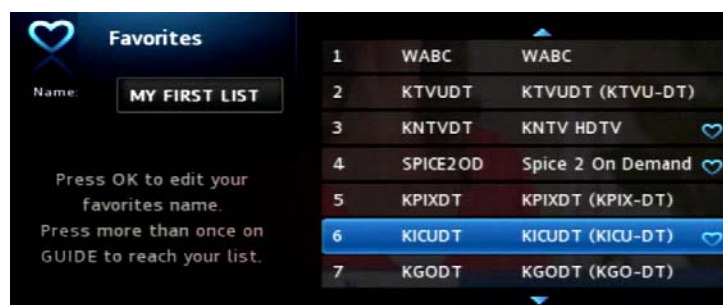 Favorites
Name:
MY FIRST LIST
Press OK to edit your
favorites name.
Press more than once on
GUIDE to reach your list.
1 WABC WABC
2 KTVUDT KTVUDT (KTVU-DT)
3 KNTVDT KNTV HDTV
4 SPICE2OD Spice 2 On Demand
5 KPIXDT KPIXDT (KPIX-DT)
6 KICUDT KICUDT (KICU-DT)
7 KGODT KGODT (KGO-DT)